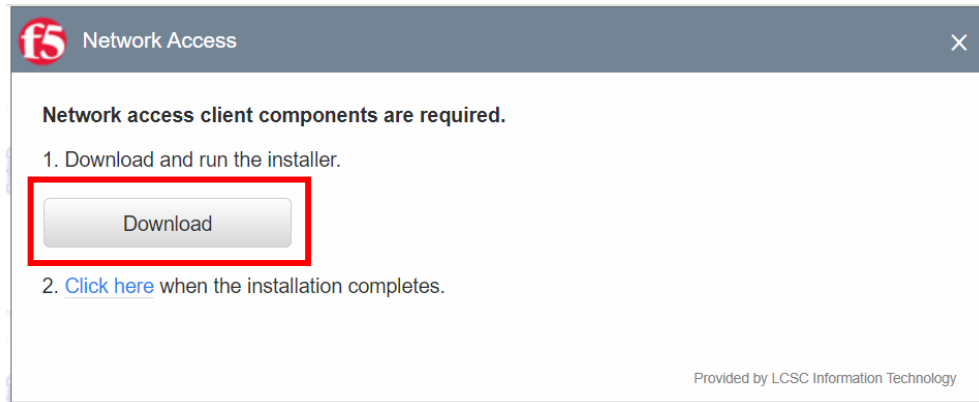 f5 Network Access
Network access client components are required.
1. Download and run the installer.
Download
2. Click here when the installation completes.
Provided by LCSC Information Technology